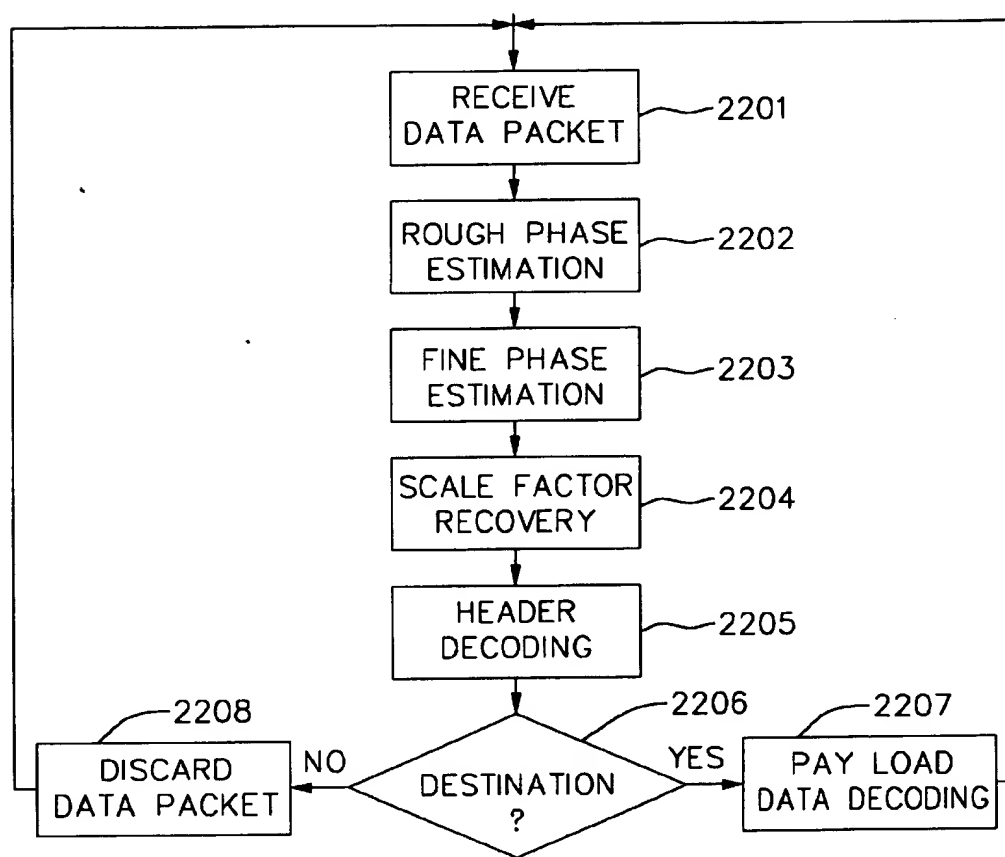 RECEIVE
DATA PACKET
2201
ROUGH PHASE
ESTIMATION
2202
FINE PHASE
ESTIMATION
2203
SCALE FACTOR
RECOVERY
2204
HEADER
DECODING
2205
2208
2206
2207
DISCARD
DATA PACKET
NO
DESTINATION
?
YES
PAY LOAD
DATA DECODING